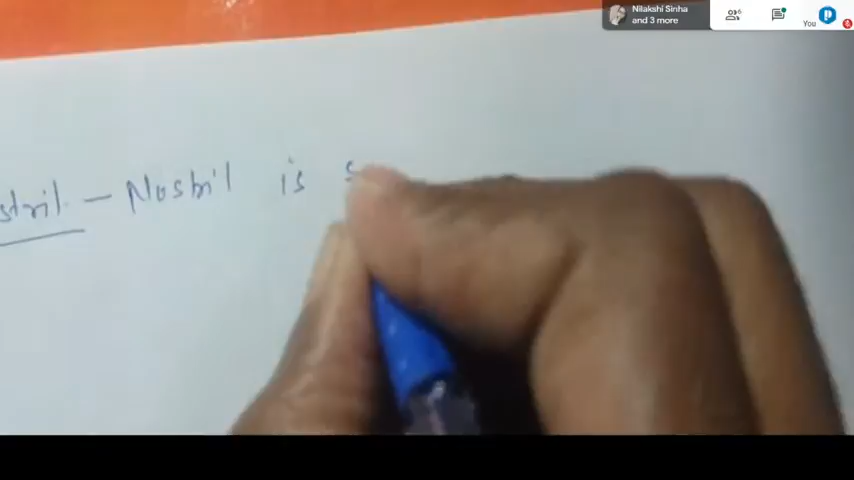 Nilakshi Sinha
and 3 more
You
stril - Nostril is s